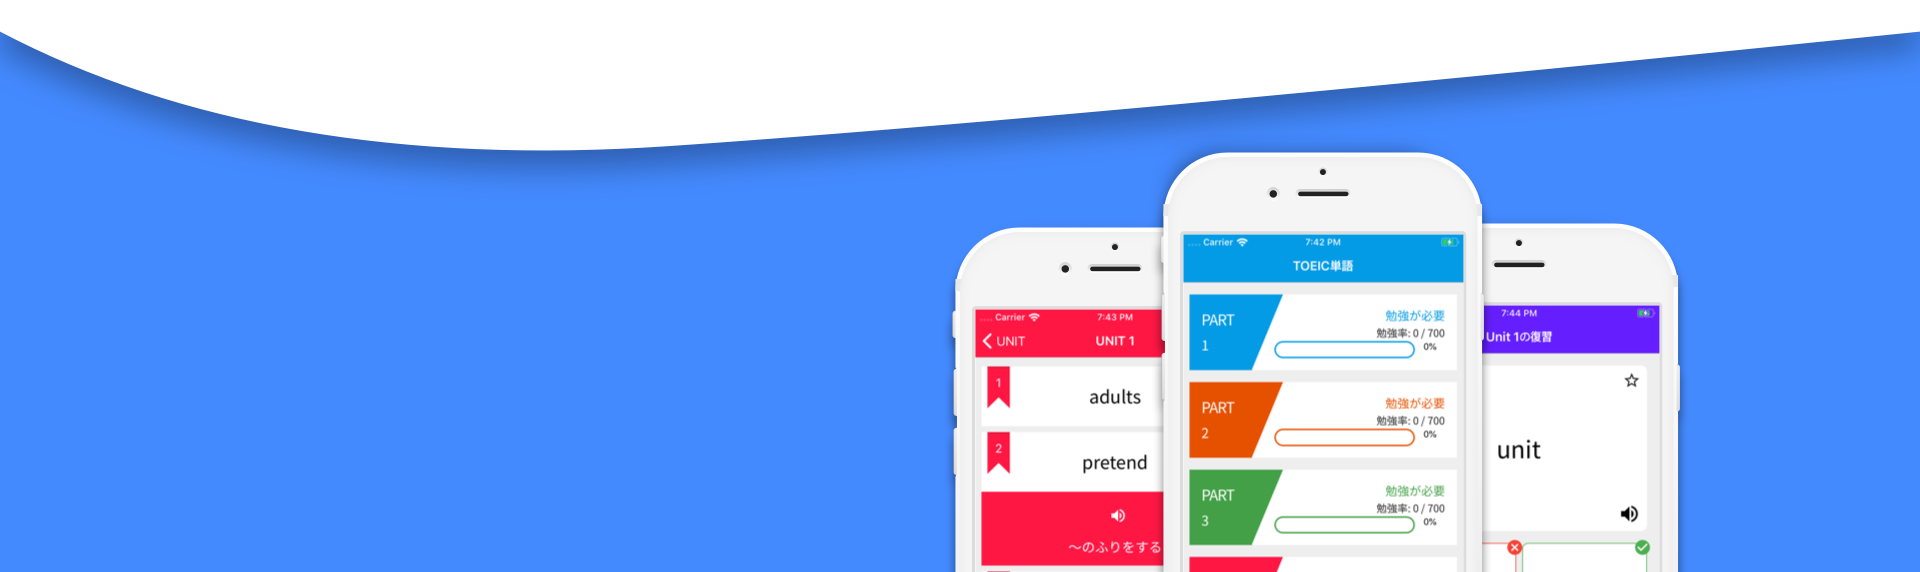 Carrier
7:43 PM
UNIT
UNIT 1
1
adults
2
pretend
〜のふりをする
Carrier
7:42 PM
TOEIC単語
PART
1
勉強が必要
勉強率: 0 / 700
0%
PART
2
勉強が必要
勉強率: 0 / 700
0%
PART
3
勉強が必要
勉強率: 0 / 700
0%
7:44 PM
Unit 1の復習
unit